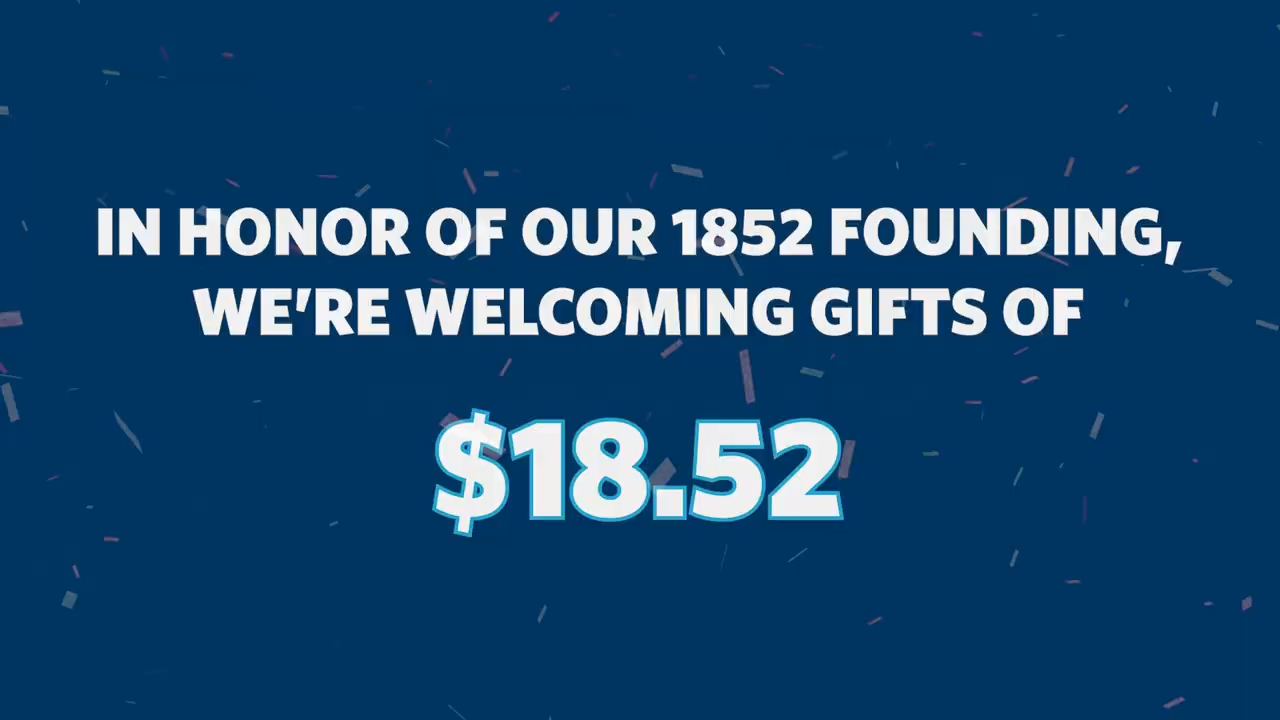 IN HONOR OF OUR 1852 FOUNDING,
WE'RE WELCOMING GIFTS OF
$18.52